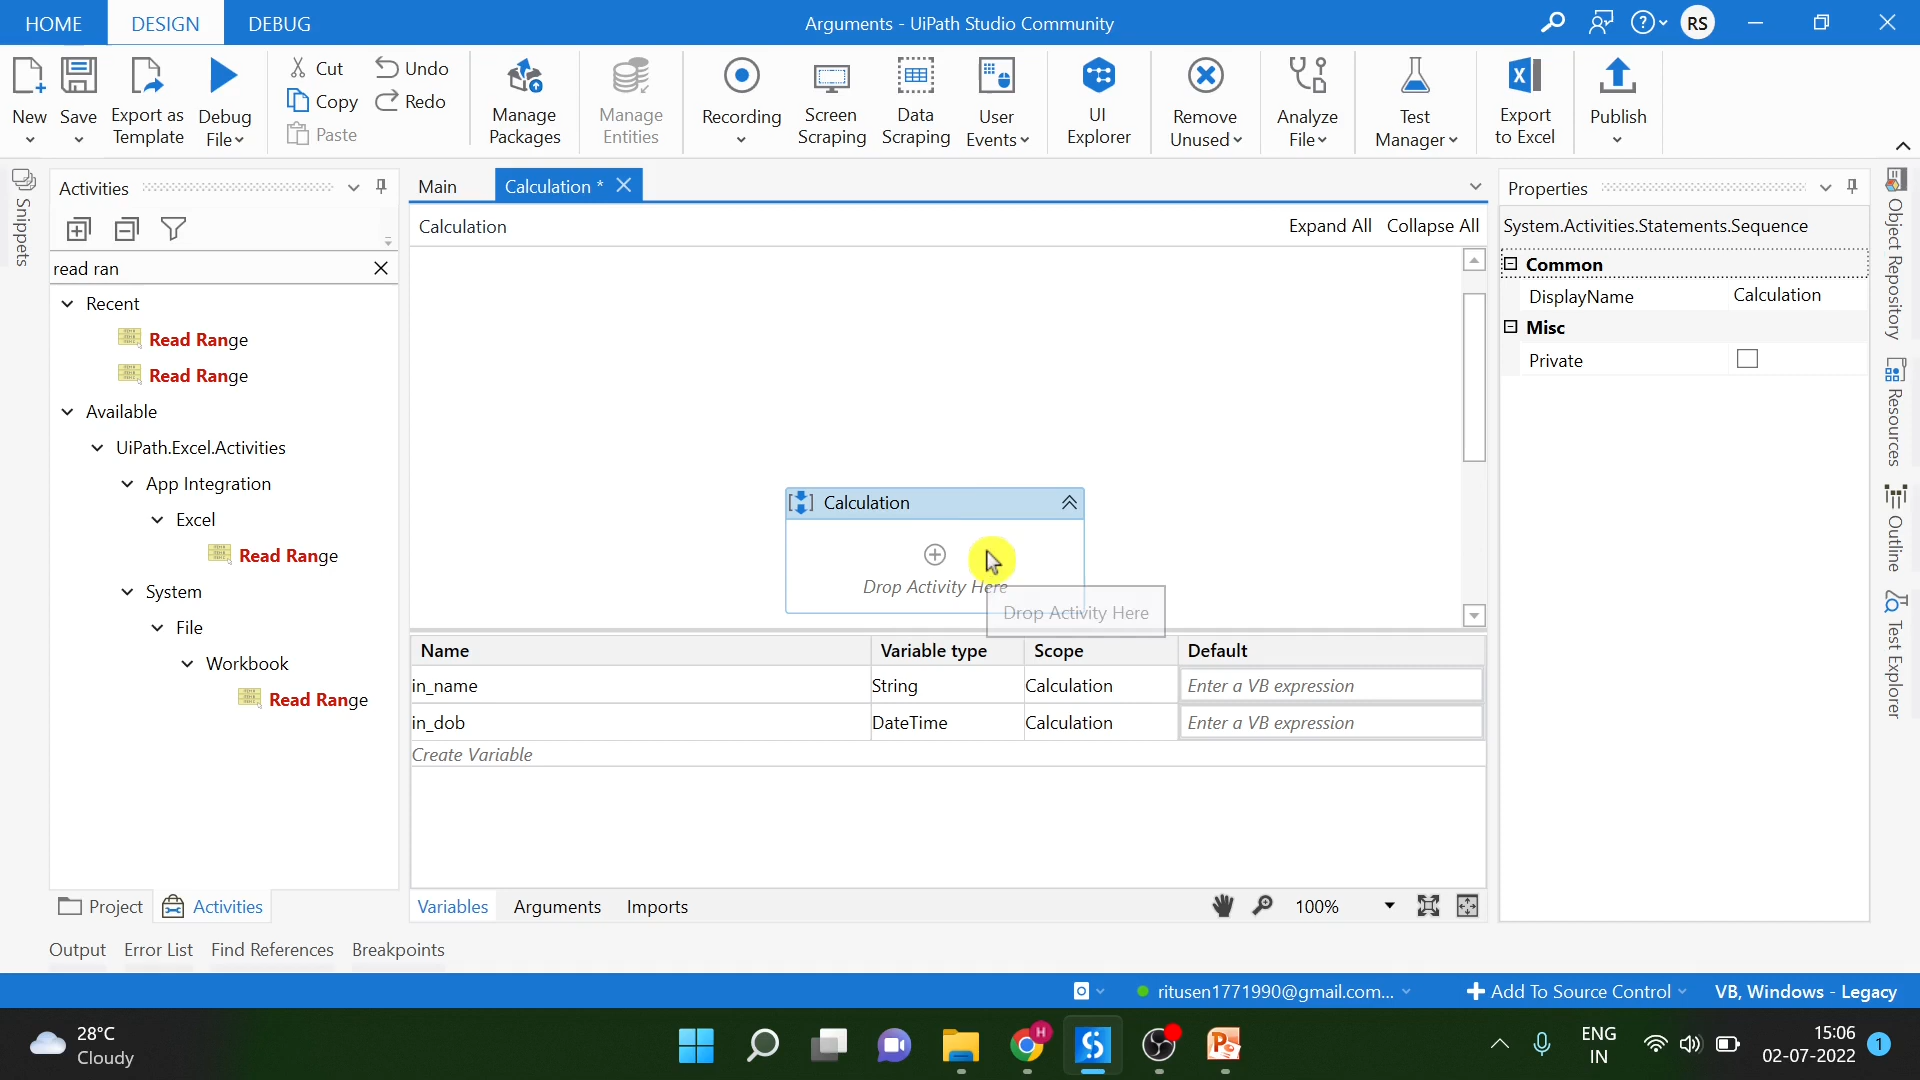 HOME DESIGN DEBUG Arguments - UiPath Studio Community RS
New Save Export as Template Debug File Cut Copy Paste Undo Redo Manage Packages Manage Entities Recording Screen Scraping Data Scraping User Events UI Explorer Remove Unused Analyze File Test Manager Export to Excel Publish
Snippets
Activities
read ran
Recent
Read Range
Read Range
Available
UiPath.Excel.Activities
App Integration
Excel
Read Range
System
File
Workbook
Read Range
Project Activities
Main Calculation *
Calculation Expand All Collapse All
Calculation
Drop Activity Here
Drop Activity Here
Name Variable type Scope Default
in_name String Calculation Enter a VB expression
in_dob DateTime Calculation Enter a VB expression
Create Variable
Variables Arguments Imports 100%
Properties
System.Activities.Statements.Sequence
Common
DisplayName Calculation
Misc
Private
Object Repository
Resources
Outline
Test Explorer
Output Error List Find References Breakpoints
ritusen1771990@gmail.com... Add To Source Control VB, Windows - Legacy
28°C
Cloudy
H
ENG
IN
15:06
02-07-2022
1